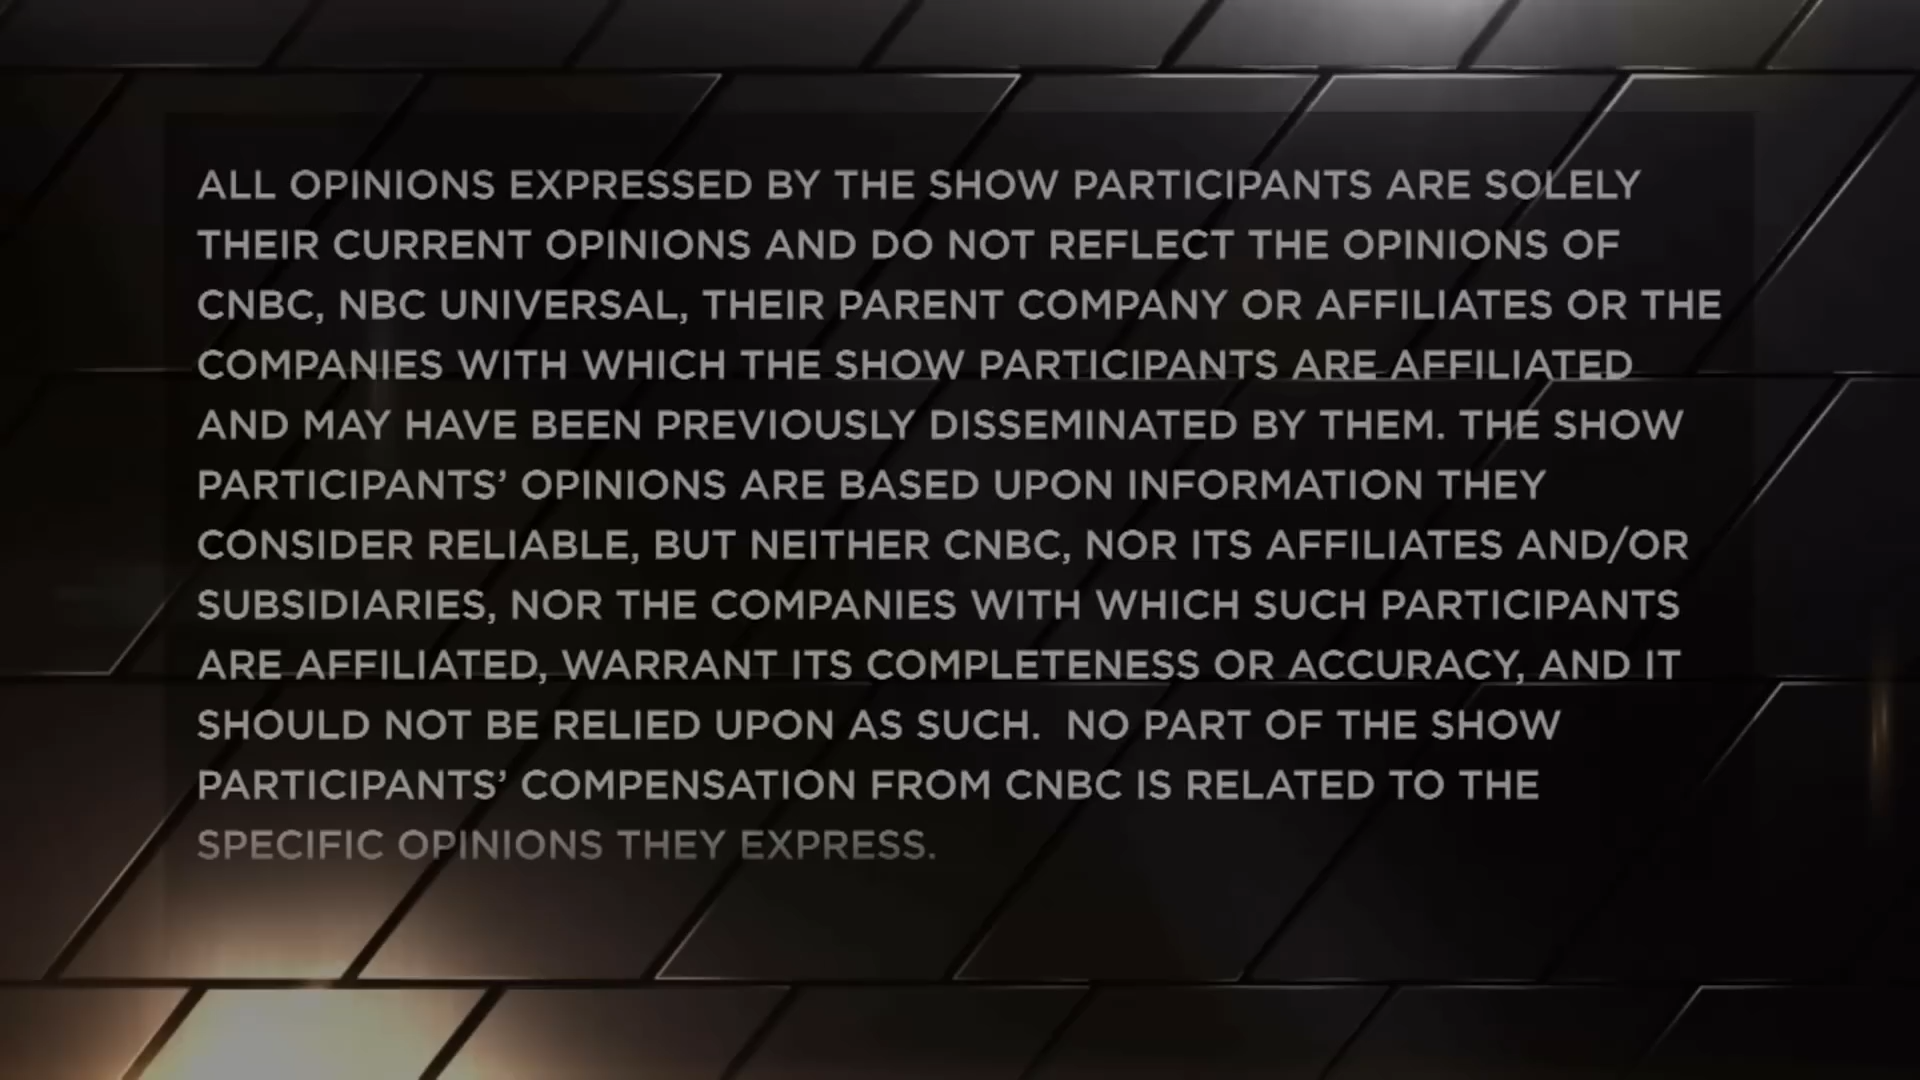 ALL OPINIONS EXPRESSED BY THE SHOW PARTICIPANTS ARE SOLELY
THEIR CURRENT OPINIONS AND DO NOT REFLECT THE OPINIONS OF
CNBC, NBC UNIVERSAL, THEIR PARENT COMPANY OR AFFILIATES OR THE
COMPANIES WITH WHICH THE SHOW PARTICIPANTS ARE AFFILIATED
AND MAY HAVE BEEN PREVIOUSLY DISSEMINATED BY THEM. THE SHOW
PARTICIPANTS’ OPINIONS ARE BASED UPON INFORMATION THEY
CONSIDER RELIABLE, BUT NEITHER CNBC, NOR ITS AFFILIATES AND/OR
SUBSIDIARIES, NOR THE COMPANIES WITH WHICH SUCH PARTICIPANTS
ARE AFFILIATED, WARRANT ITS COMPLETENESS OR ACCURACY, AND IT
SHOULD NOT BE RELIED UPON AS SUCH.  NO PART OF THE SHOW
PARTICIPANTS’ COMPENSATION FROM CNBC IS RELATED TO THE
SPECIFIC OPINIONS THEY EXPRESS.